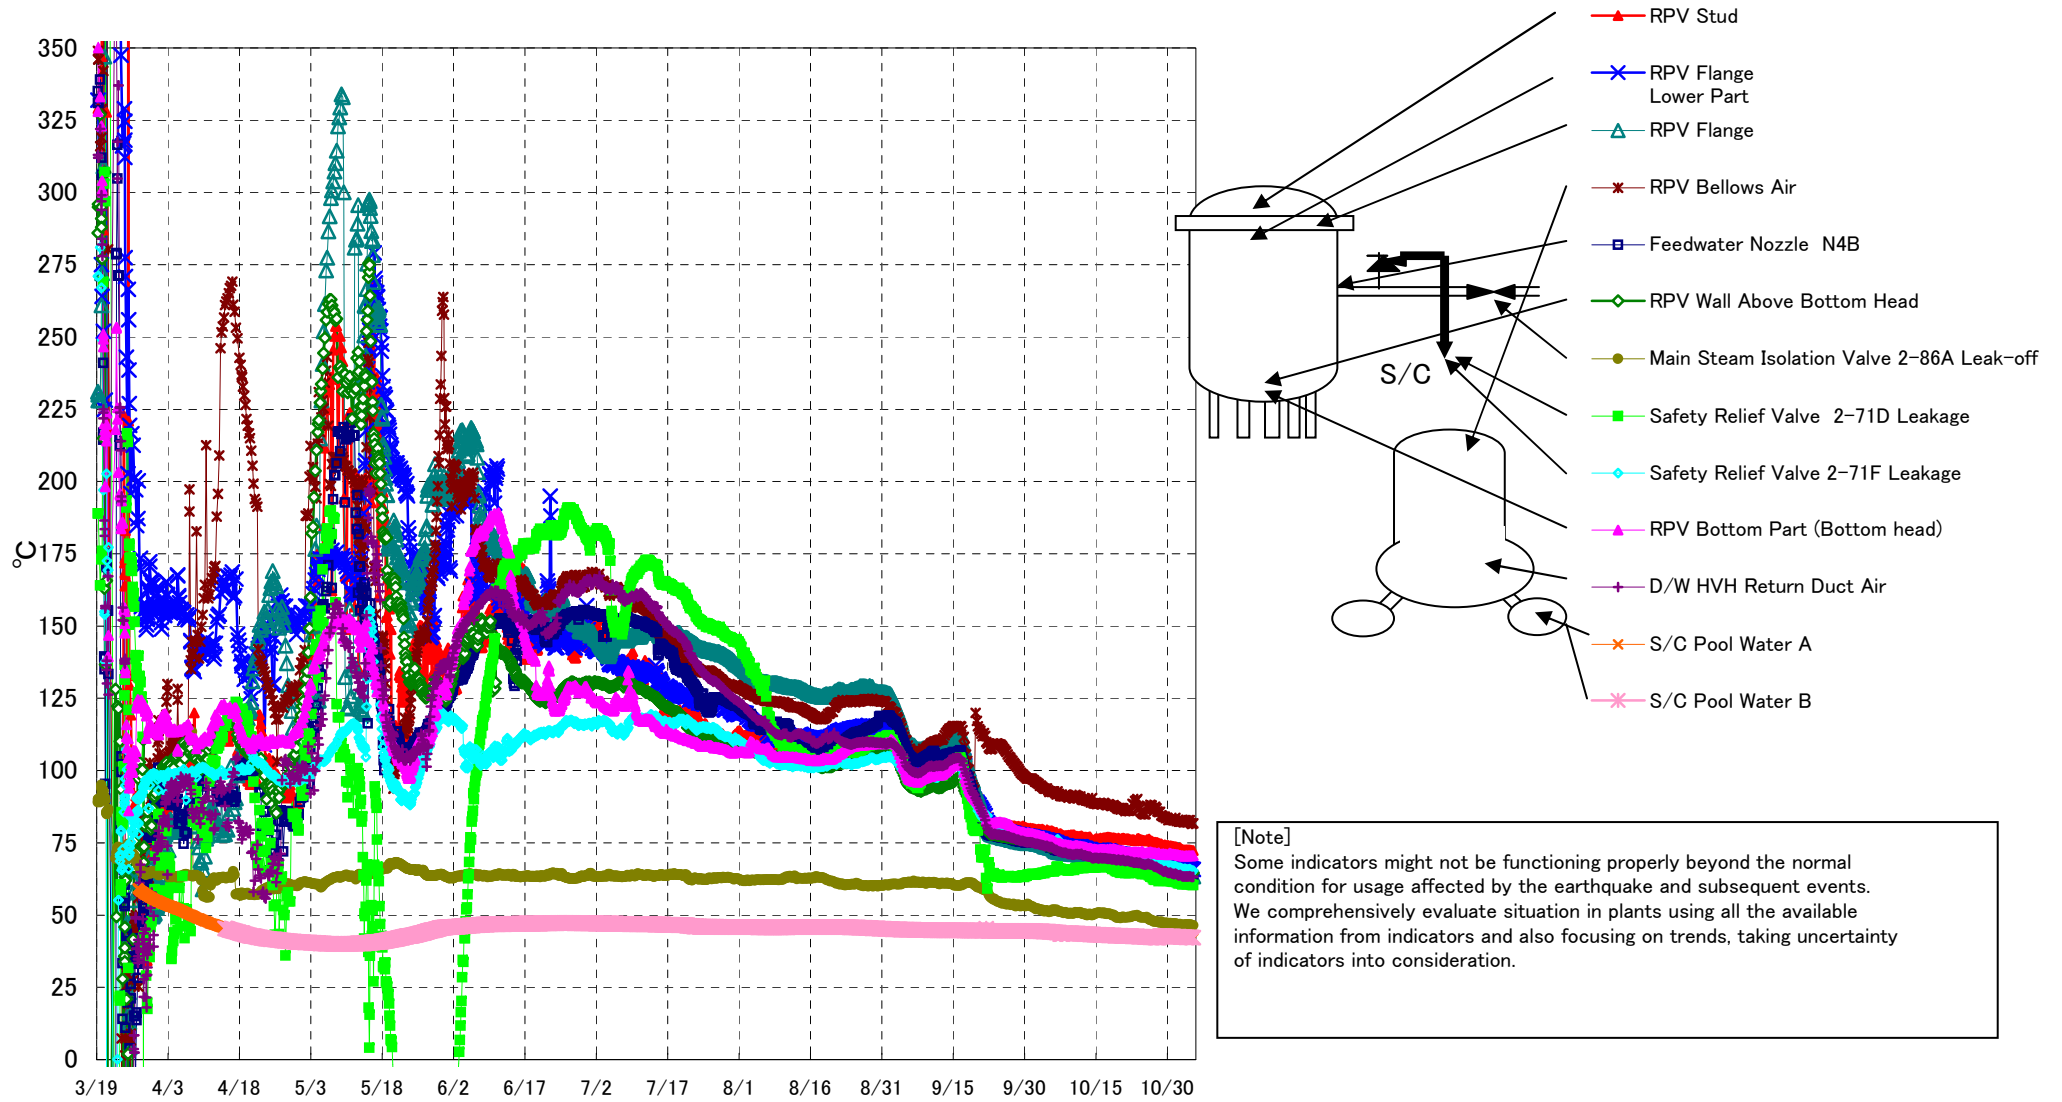 350
325
300
275
250
225
200
175
150
125
100
75
50
25
0
℃
3/19 4/3 4/18 5/3 5/18 6/2 6/17 7/2 7/17 8/1 8/16 8/31 9/15 9/30 10/15 10/30
RPV Stud
RPV Flange
Lower Part
RPV Flange
RPV Bellows Air
Feedwater Nozzle N4B
RPV Wall Above Bottom Head
Main Steam Isolation Valve 2-86A Leak-off
Safety Relief Valve 2-71D Leakage
Safety Relief Valve 2-71F Leakage
RPV Bottom Part (Bottom head)
D/W HVH Return Duct Air
S/C Pool Water A
S/C Pool Water B
S/C
[Note]
Some indicators might not be functioning properly beyond the normal
condition for usage affected by the earthquake and subsequent events.
We comprehensively evaluate situation in plants using all the available
information from indicators and also focusing on trends, taking uncertainty
of indicators into consideration.